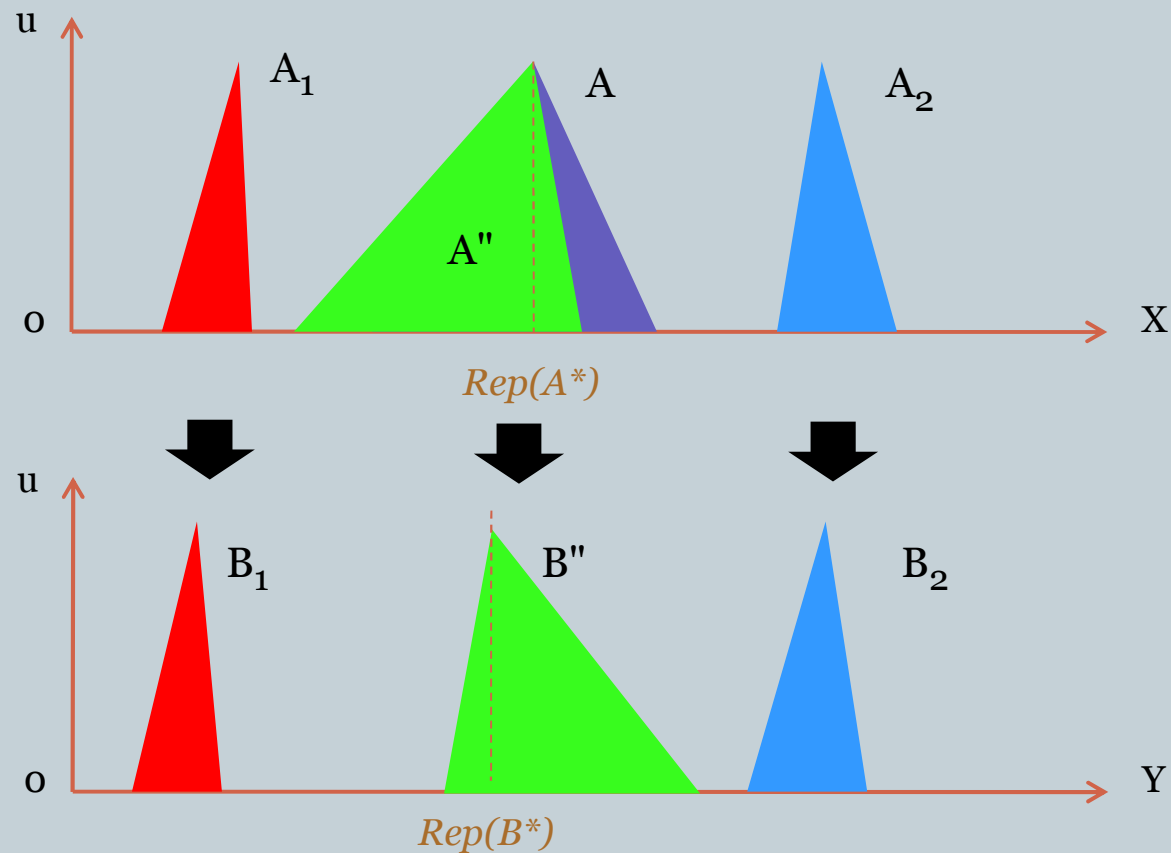 u
A₁
A
A₂
A"
o
X
Rep(A*)
u
B₁
B"
B₂
o
Y
Rep(B*)